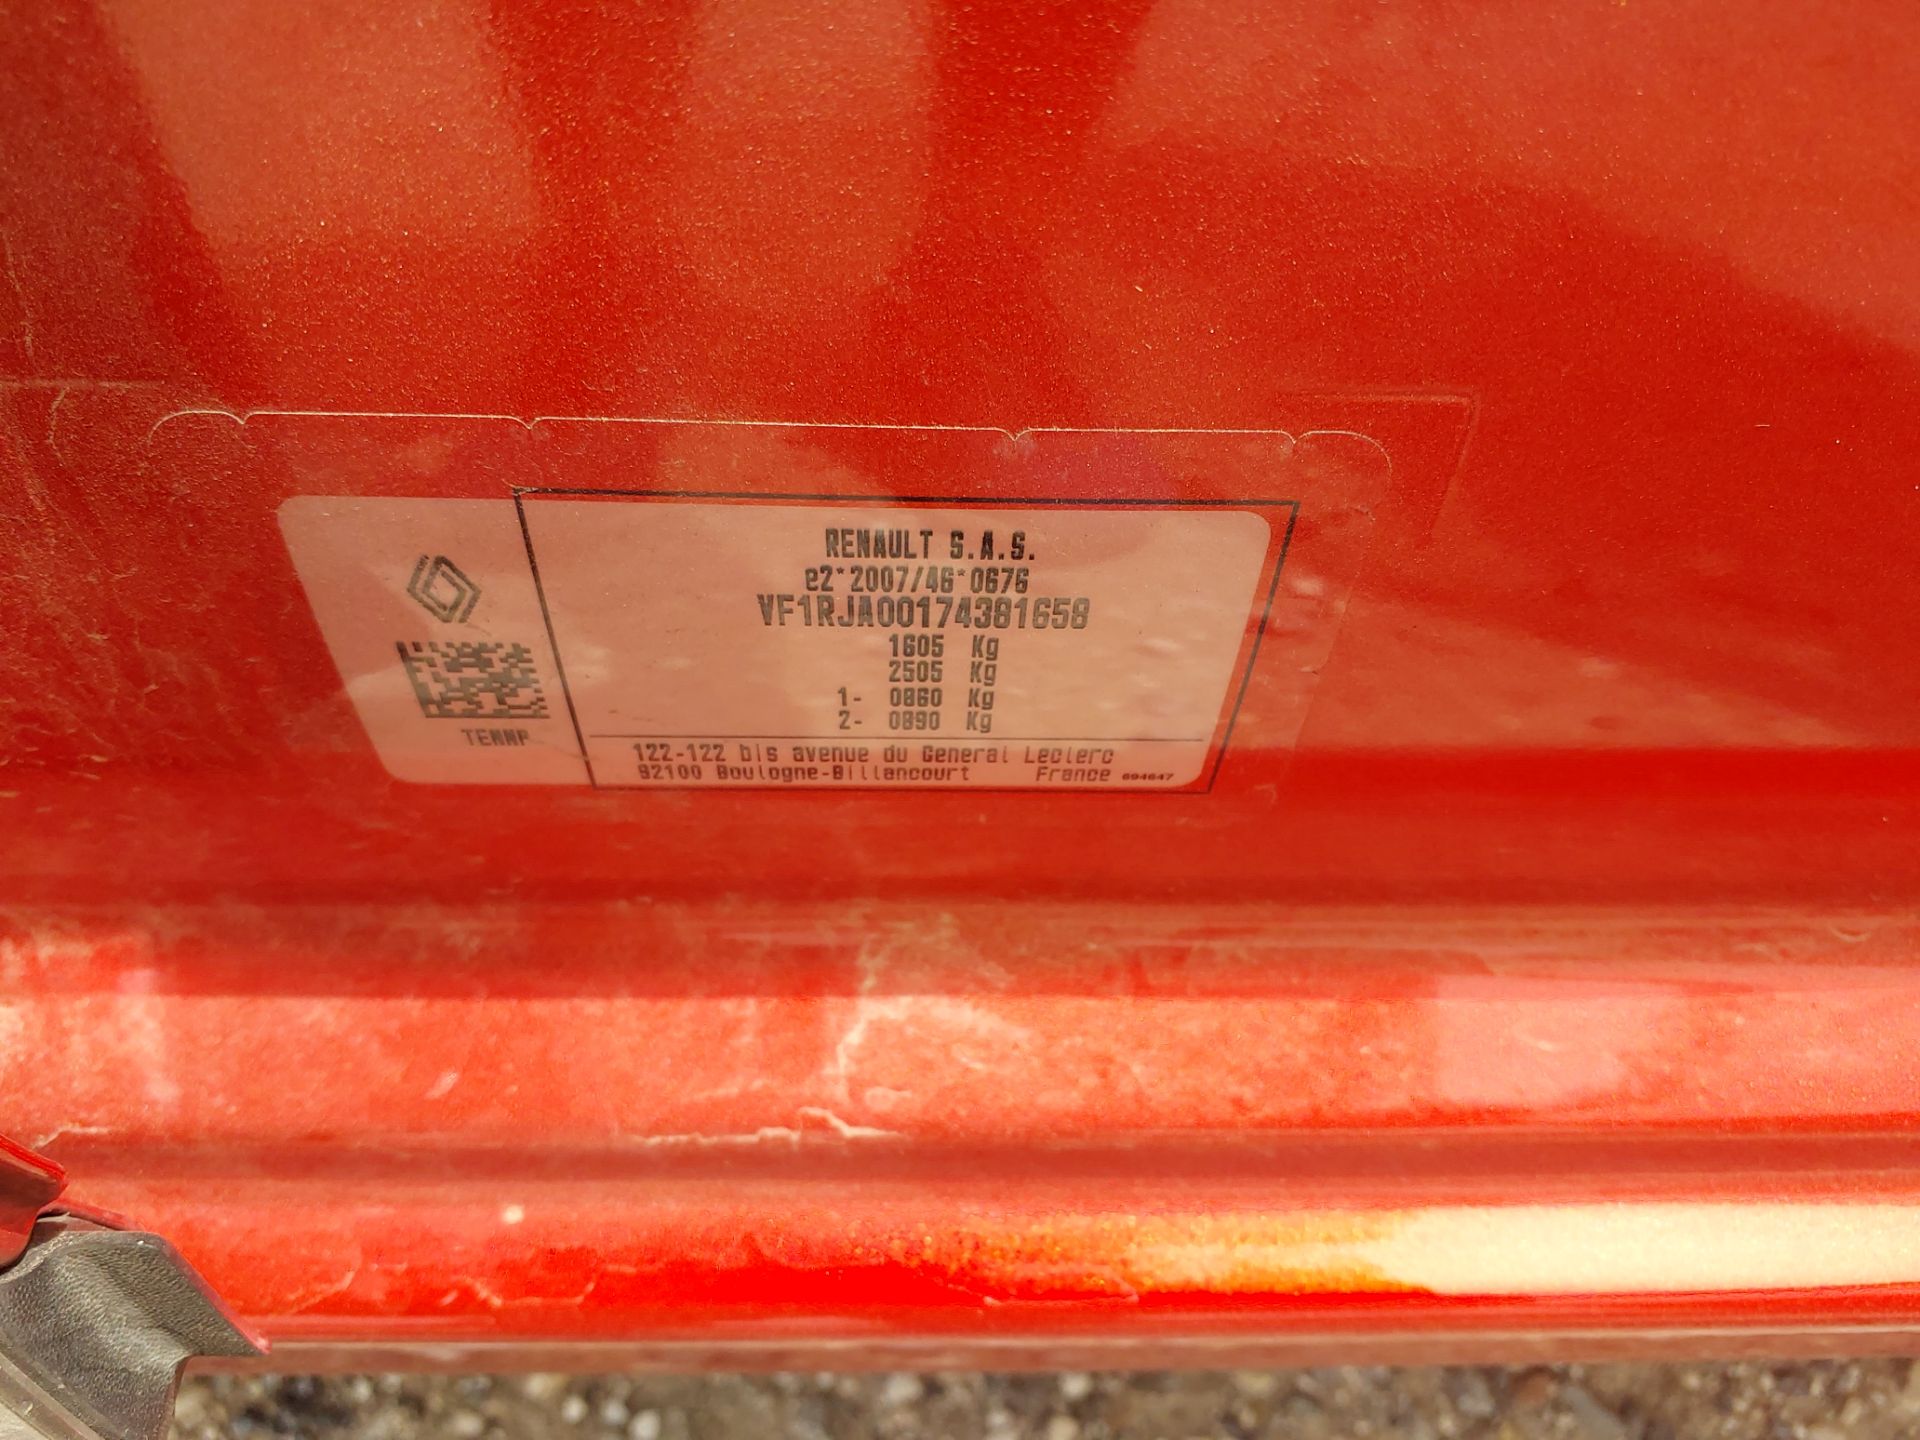 RENAULT S.A.S.
e2*2007/46*0676
VF1RJA00174381658
1605 Kg
2505 Kg
1- 0860 Kg
2- 0890 Kg
TENNP
122-122 bis avenue du General Leclerc
92100 Boulogne-Billancourt France 694647